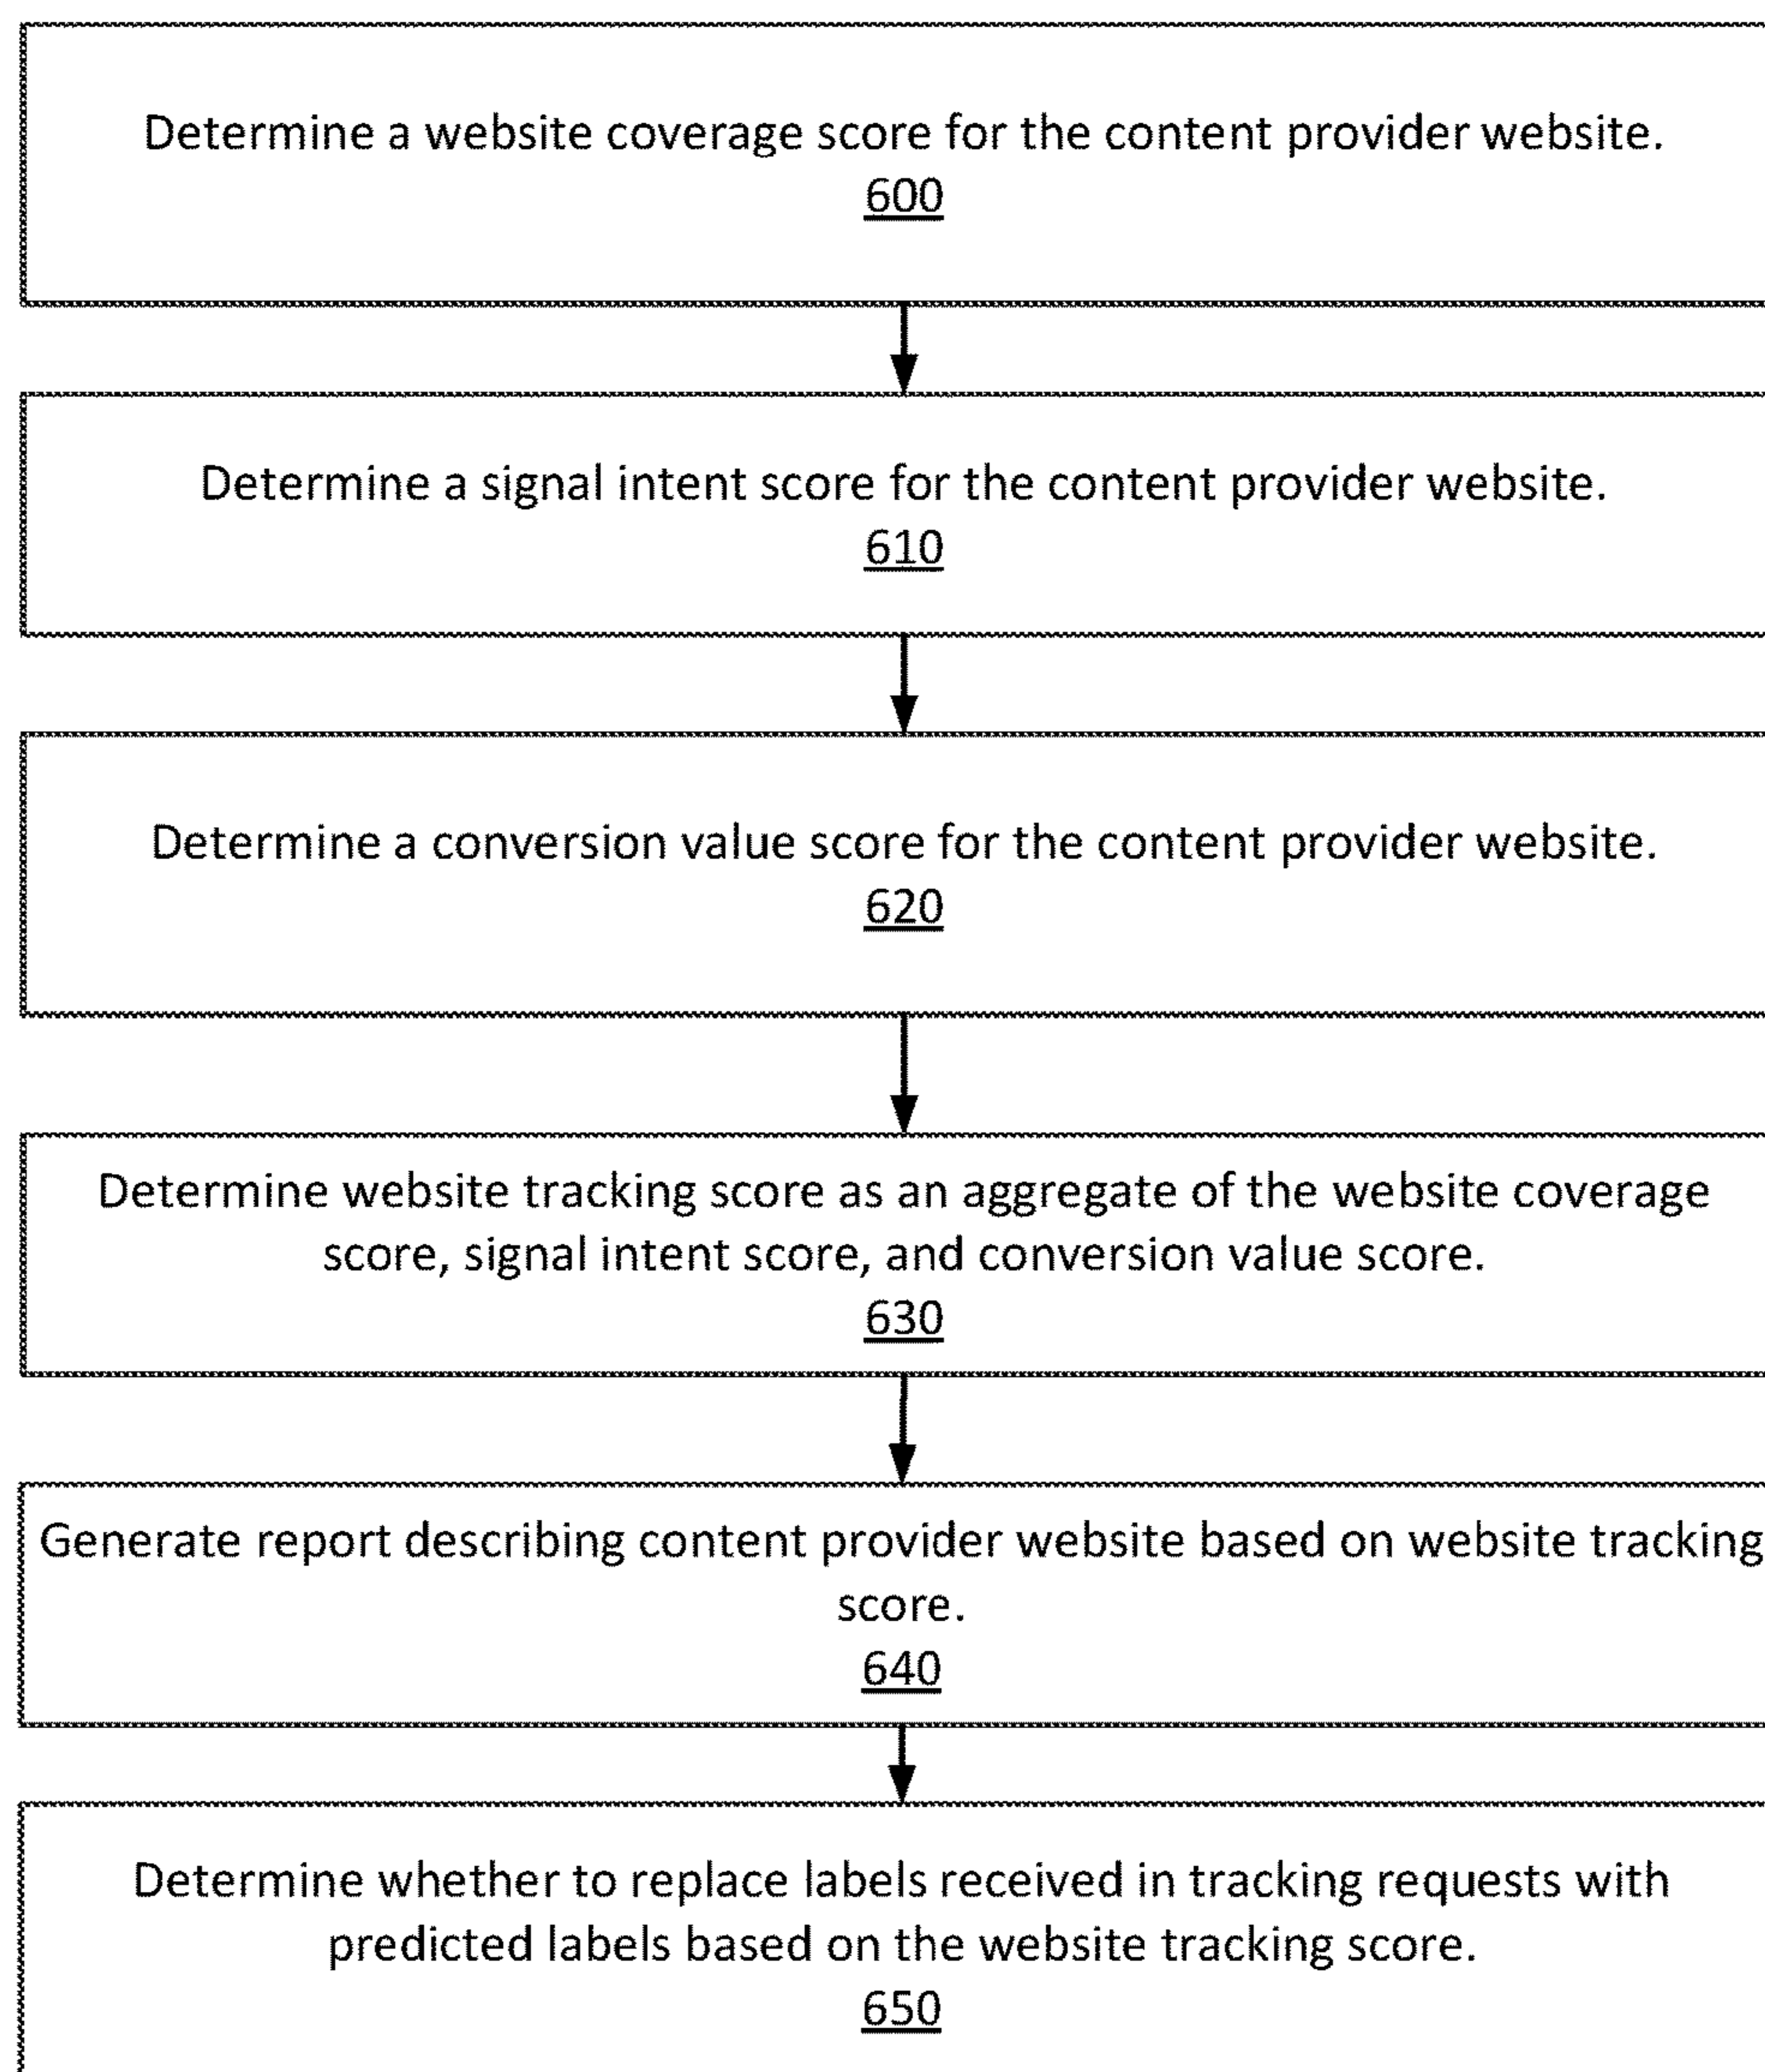 Determine a website coverage score for the content provider website.
600
Determine a signal intent score for the content provider website.
610
Determine a conversion value score for the content provider website.
620
Determine website tracking score as an aggregate of the website coverage
score, signal intent score, and conversion value score.
630
Generate report describing content provider website based on website tracking
score.
640
Determine whether to replace labels received in tracking requests with
predicted labels based on the website tracking score.
650